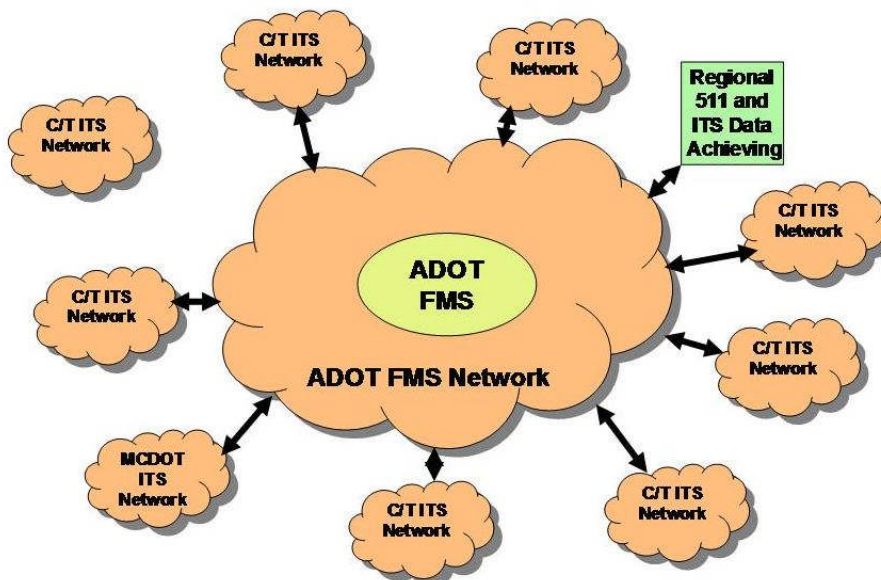 C/T ITS
Network
C/T ITS
Network
Regional
511 and
ITS Data
Achieving
C/T ITS
Network
C/T ITS
Network
ADOT
FMS
C/T ITS
Network
C/T ITS
Network
ADOT FMS Network
MCDOT
ITS
Network
C/T ITS
Network
C/T ITS
Network